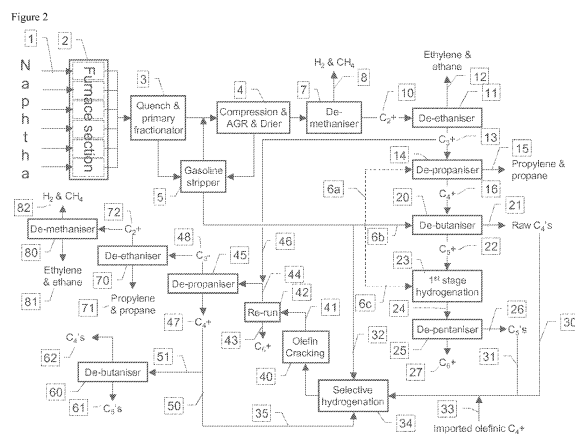 Figure 2
1
2
3
4
7
8
H₂ & CH₄
10
12
Ethylene & ethane
11
Naphtha
Furnace section
Quench & primary fractionator
Compression & AGR & Drier
De-methaniser
C₂+
De-ethaniser
13
C₃+
14
15
De-propaniser
Propylene & propane
5
Gasoline stripper
6a
C₄+
16
20
21
6b
De-butaniser
Raw C₄'s
82
H₂ & CH₄
72
De-methaniser
C₂+
48
80
De-ethaniser
C₃+
45
46
C₅+
22
23
1st stage hydrogenation
Ethylene & ethane
70
De-propaniser
44
42
6c
81
Propylene & propane
71
Re-run
41
24
26
30
47
C₄+
43
De-pentaniser
C₅'s
62
C₄'s
51
Olefin Cracking
40
32
25
27
C₆+
31
De-butaniser
60
50
61
35
Selective hydrogenation
34
33
Imported olefinic C₄+